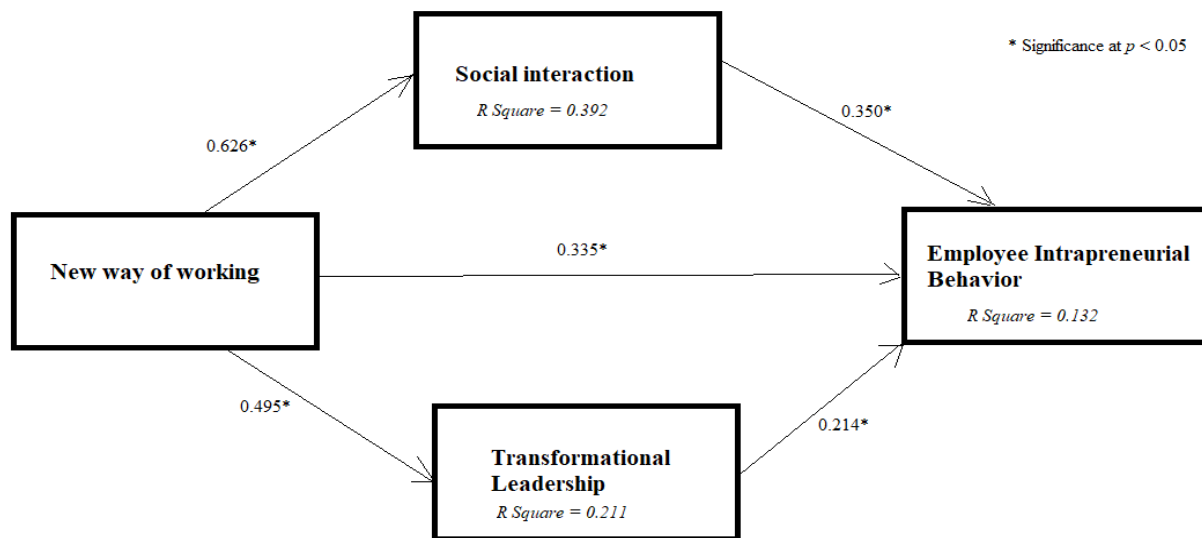 * Significance at p < 0.05
Social interaction
R Square = 0.392
0.350*
0.626*
New way of working
0.335*
Employee Intrapreneurial
Behavior
R Square = 0.132
0.495*
0.214*
Transformational
Leadership
R Square = 0.211